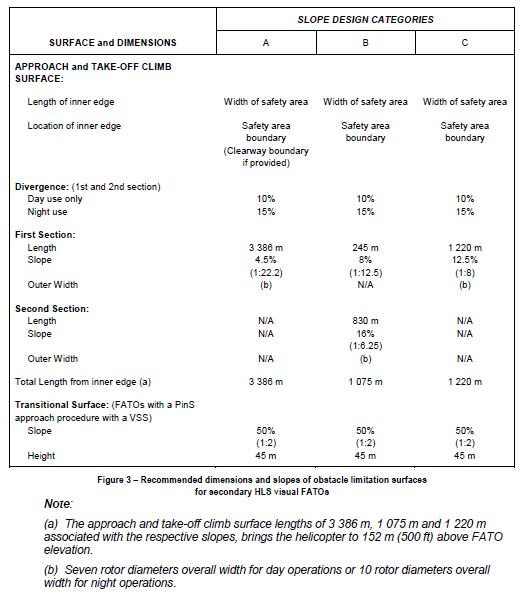 SLOPE DESIGN CATEGORIES
SURFACE and DIMENSIONS A B C
APPROACH and TAKE-OFF CLIMB
SURFACE:
Length of inner edge Width of safety area Width of safety area Width of safety area
Location of inner edge Safety area Safety area Safety area
boundary boundary boundary
(Clearway boundary
if provided)
Divergence: (1st and 2nd section)
Day use only 10% 10% 10%
Night use 15% 15% 15%
First Section:
Length 3 386 m 245 m 1 220 m
Slope 4.5% 8% 12.5%
(1:22.2) (1:12.5) (1:8)
Outer Width (b) N/A (b)
Second Section:
Length N/A 830 m N/A
Slope N/A 16% N/A
(1:6.25)
Outer Width N/A (b) N/A
Total Length from inner edge (a) 3 386 m 1 075 m 1 220 m
Transitional Surface: (FATOs with a PinS
approach procedure with a VSS)
Slope 50% 50% 50%
(1:2) (1:2) (1:2)
Height 45 m 45 m 45 m
Figure 3 – Recommended dimensions and slopes of obstacle limitation surfaces
for secondary HLS visual FATOs
Note:
(a) The approach and take-off climb surface lengths of 3 386 m, 1 075 m and 1 220 m
associated with the respective slopes, brings the helicopter to 152 m (500 ft) above FATO
elevation.
(b) Seven rotor diameters overall width for day operations or 10 rotor diameters overall
width for night operations.